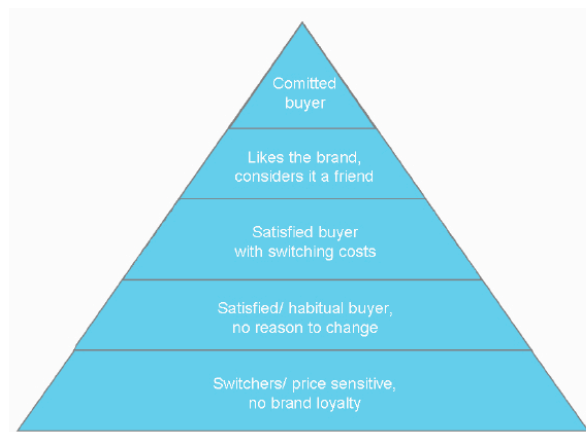 Comitted
buyer
Likes the brand,
considers it a friend
Satisfied buyer
with switching costs
Satisfied/ habitual buyer,
no reason to change
Switchers/ price sensitive,
no brand loyalty